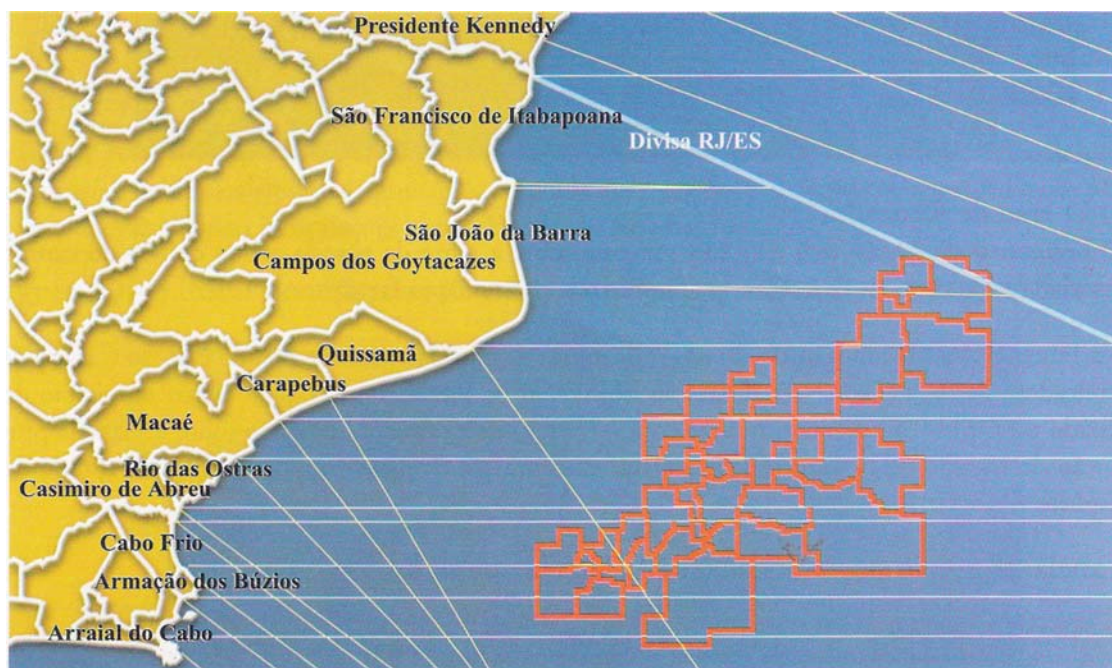 Presidente Kennedy
São Francisco de Itabapoana
Divisa RJ/ES
São João da Barra
Campos dos Goytacazes
Quissamã
Carapebus
Macaé
Rio das Ostras
Casimiro de Abreu
Cabo Frio
Armação dos Búzios
Arraial do Cabo